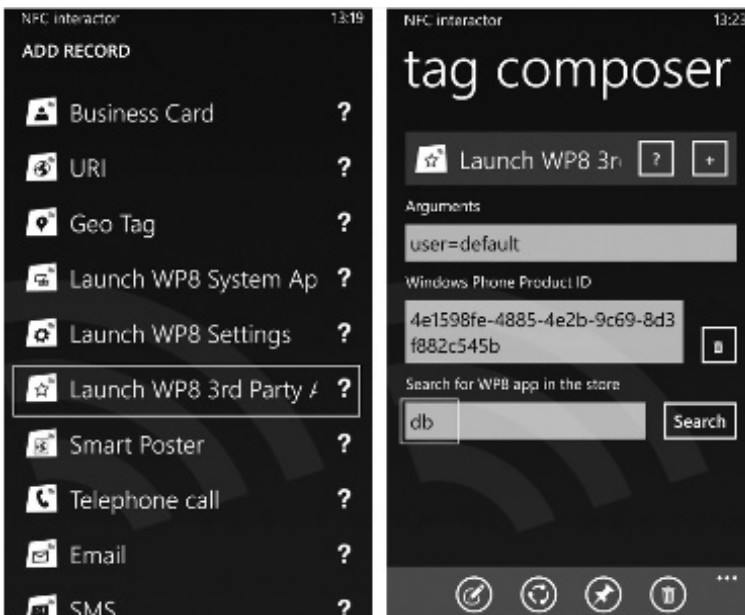 NFC interactor 13:19
ADD RECORD
Business Card ?
URI ?
Geo Tag ?
Launch WP8 System Ap ?
Launch WP8 Settings ?
Launch WP8 3rd Party A ?
Smart Poster ?
Telephone call ?
Email ?
SMS ?
NFC interactor 13:23
tag composer
Launch WP8 3r ? +
Arguments
user=default
Windows Phone Product ID
4e1598fe-4885-4e2b-9c69-8d3
f882c545b
Search for WP8 app in the store
db Search